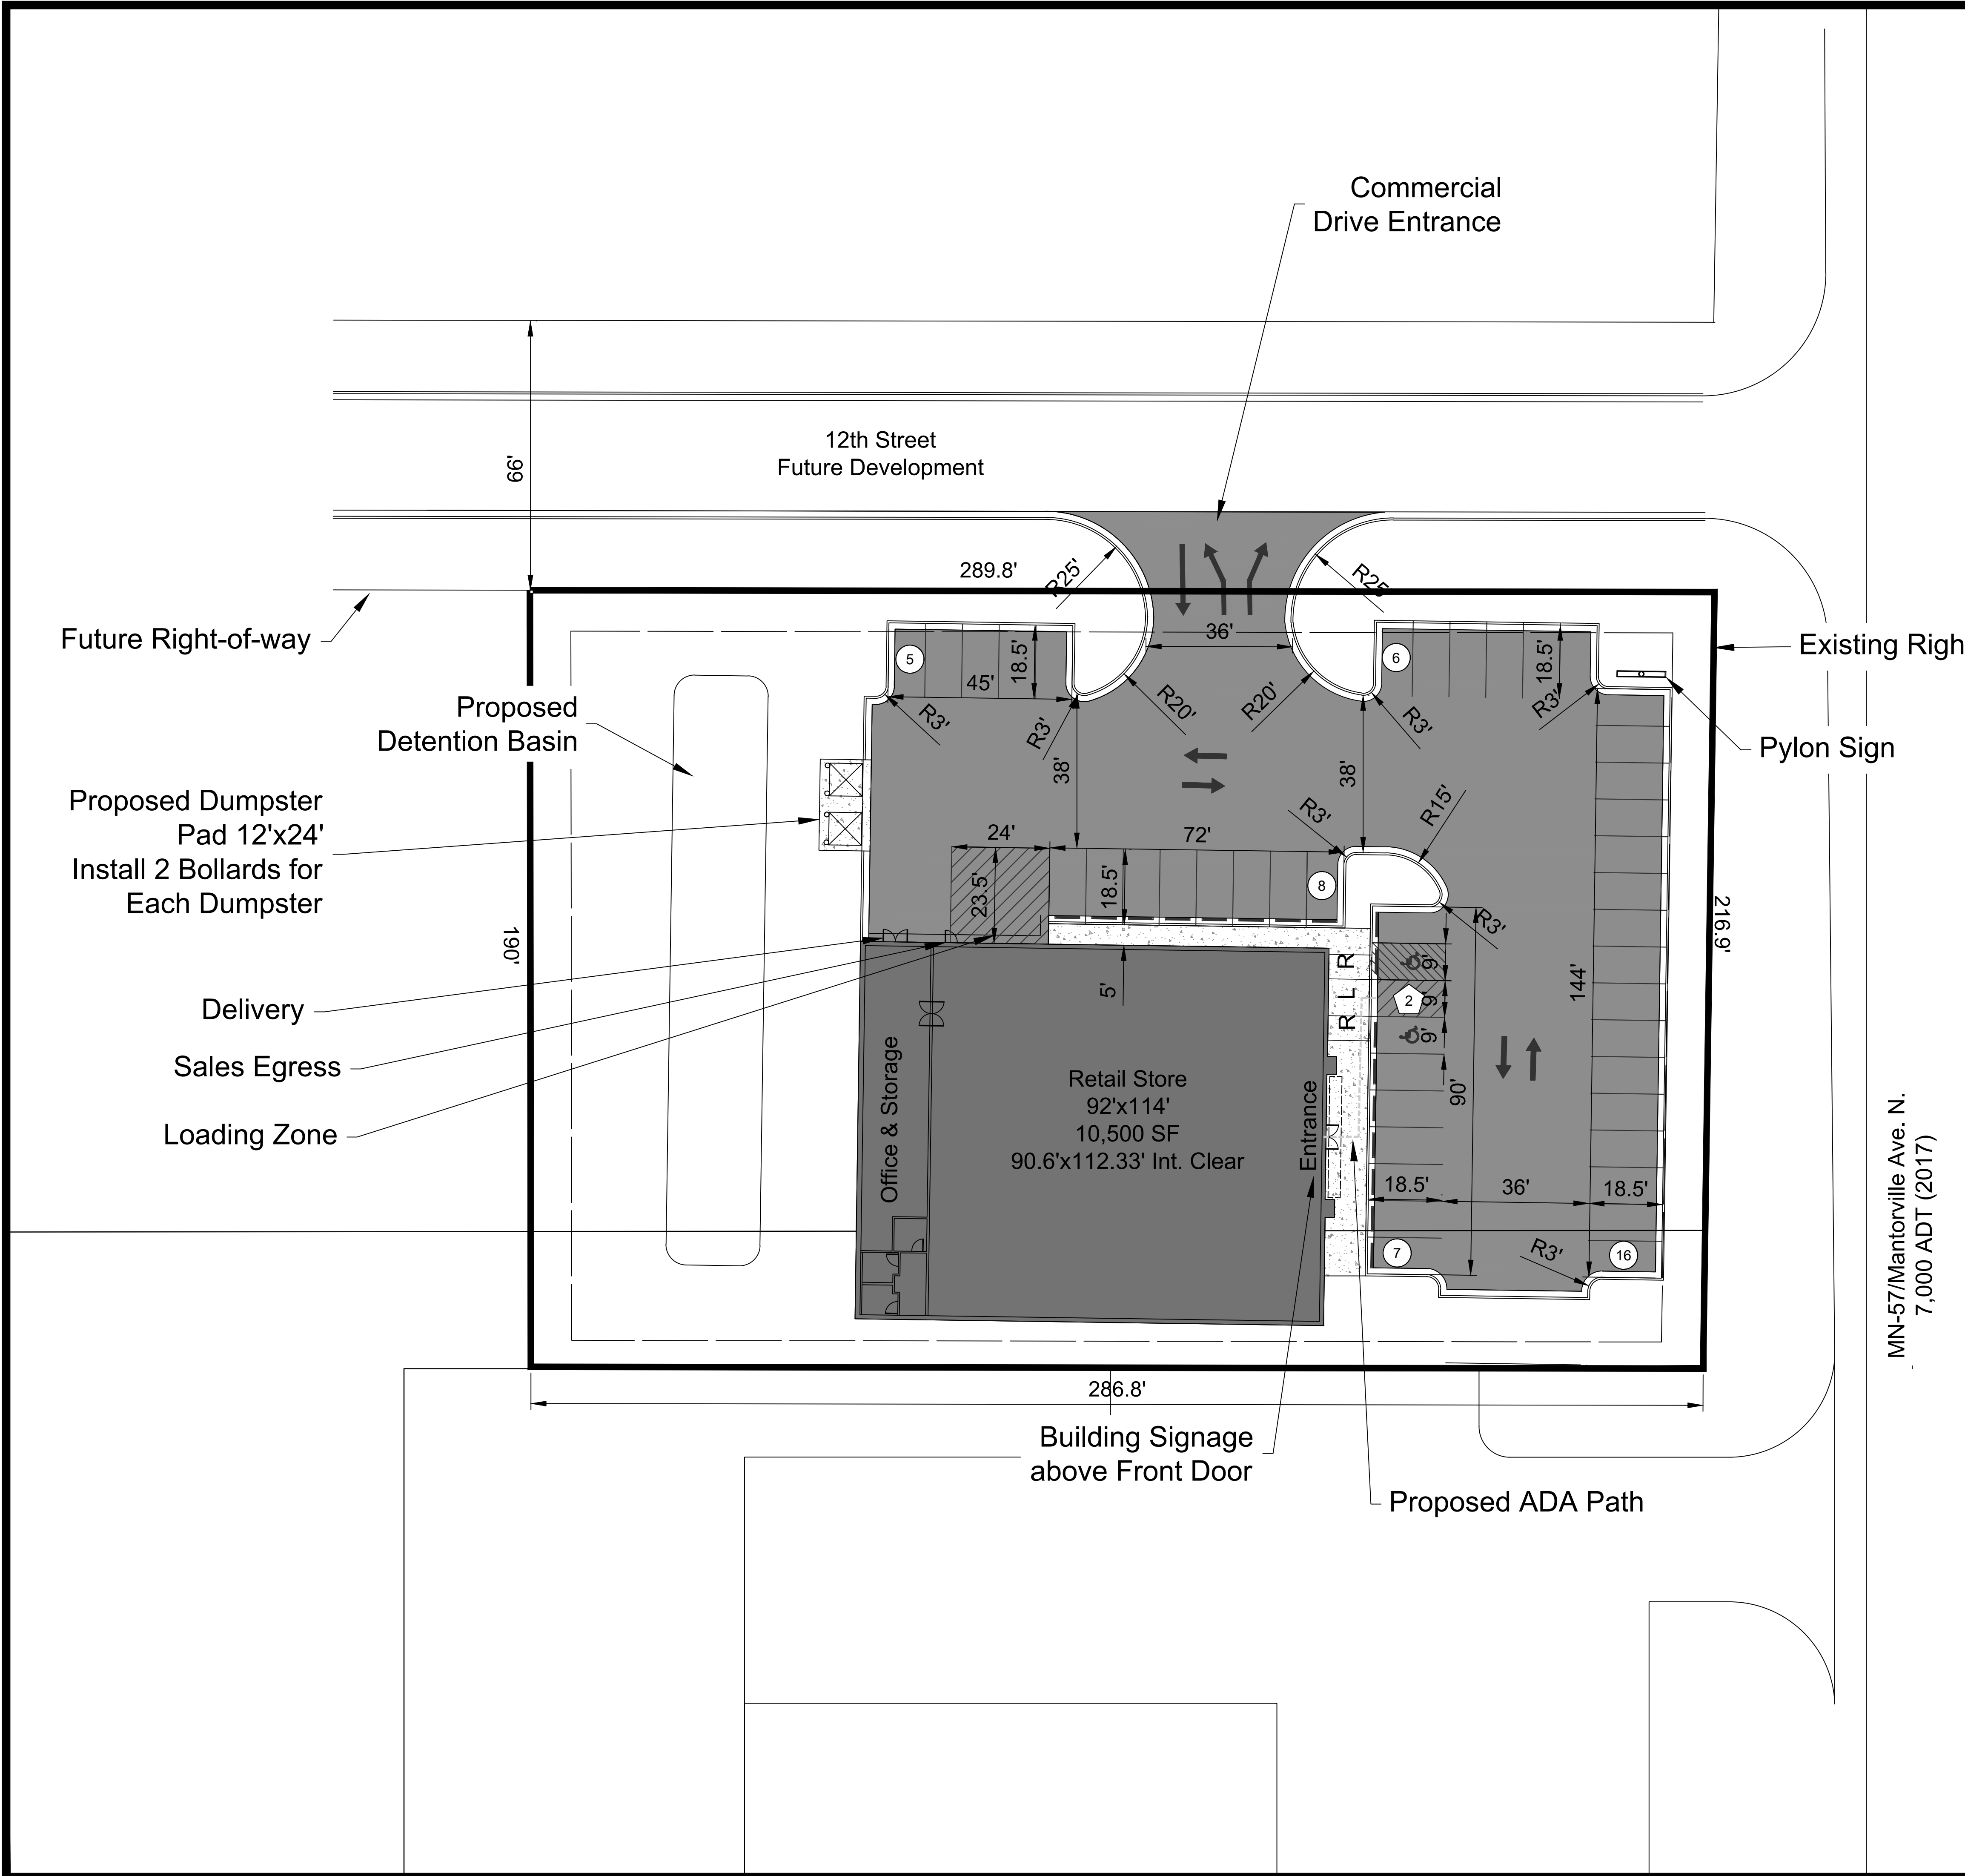 Commercial
Drive Entrance
12th Street
Future Development
66'
289.8'
R25'
R25'
Future Right-of-way
Existing Righ
36'
5
18.5'
45'
6
18.5'
R3'
R3'
R20'
R20'
R3'
R3'
Proposed
Detention Basin
Pylon Sign
38'
38'
Proposed Dumpster
Pad 12'x24'
Install 2 Bollards for
Each Dumpster
R3'
R15'
24'
72'
23.5'
18.5'
8
R3'
216.9'
190'
R
L
R
9'
9'
9'
2
5'
144'
90'
Delivery
Sales Egress
Loading Zone
Office & Storage
Retail Store
92'x114'
10,500 SF
90.6'x112.33' Int. Clear
Entrance
18.5'
36'
18.5'
7
R3'
16
MN-57/Mantorville Ave. N.
7,000 ADT (2017)
286.8'
Building Signage
above Front Door
Proposed ADA Path